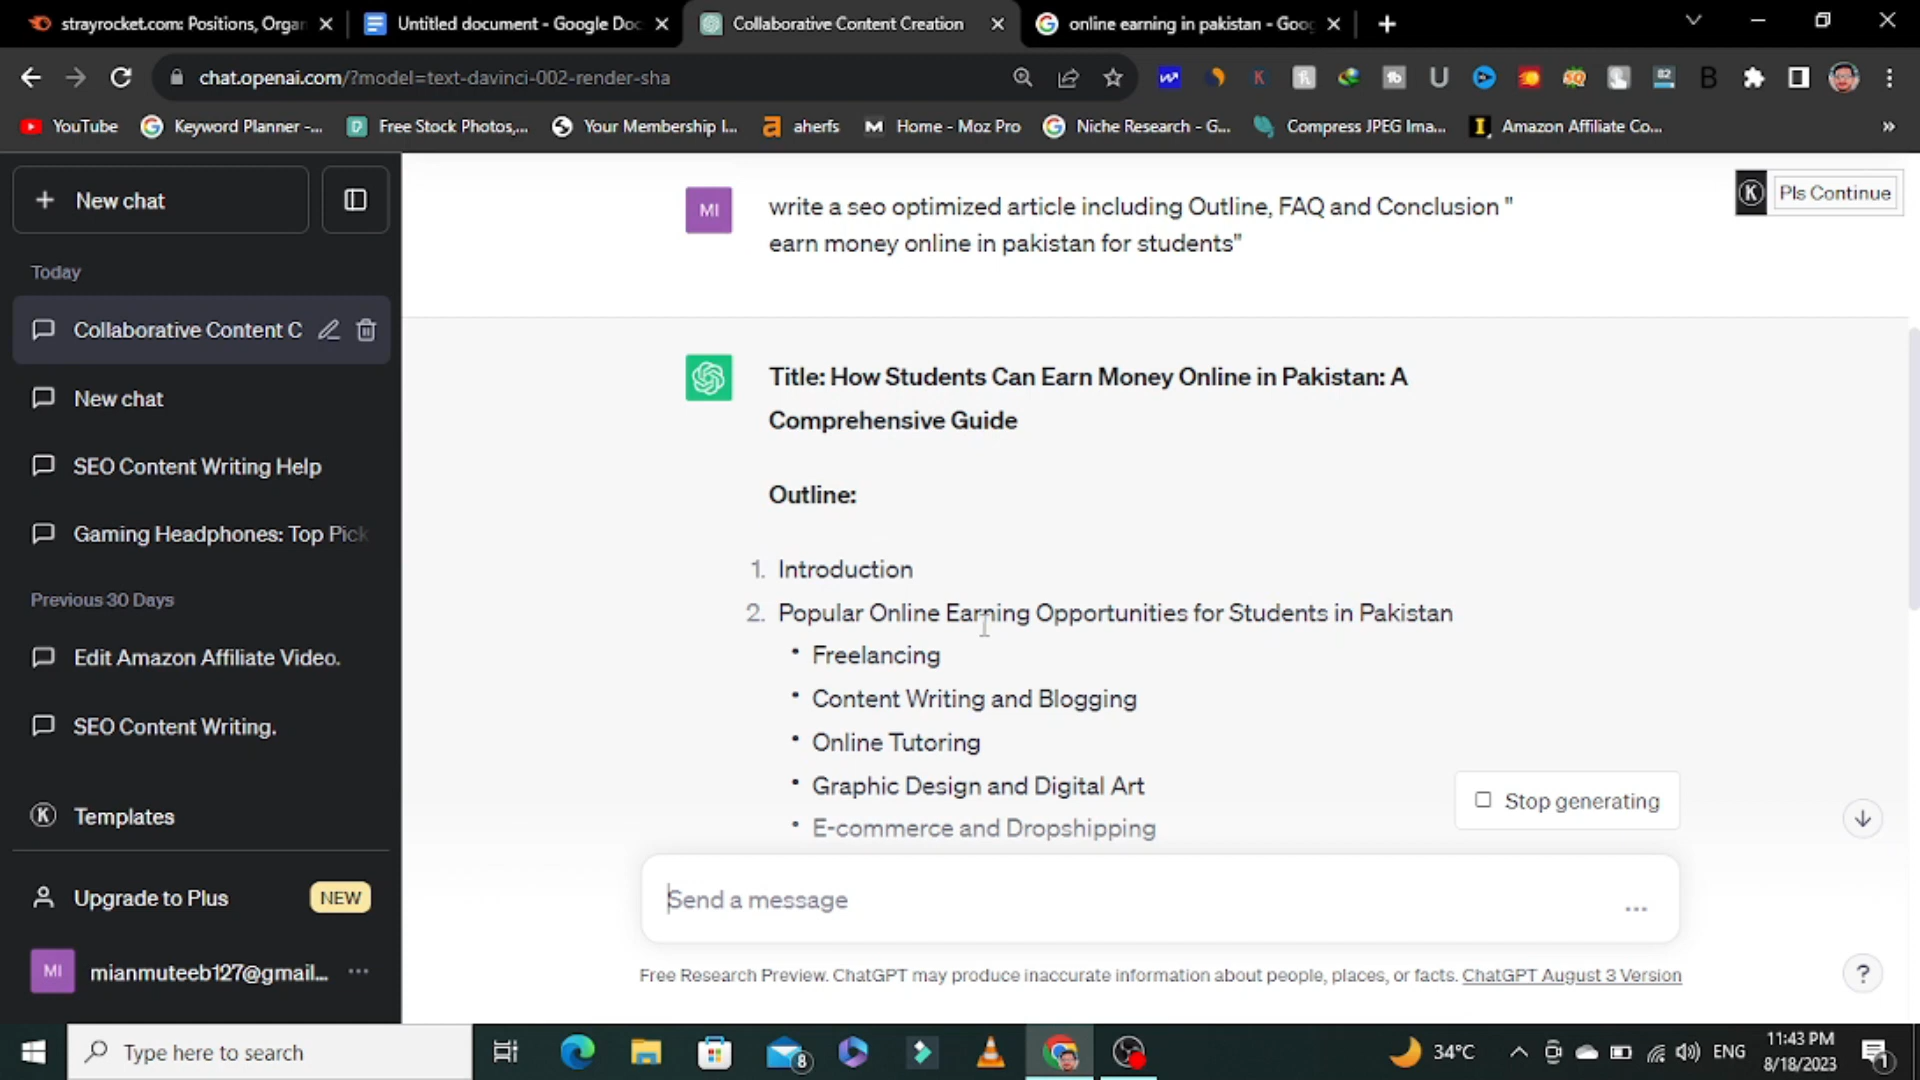 strayrocket.com: Positions, Organ
Untitled document - Google Doc
Collaborative Content Creation
online earning in pakistan - Goog
chat.openai.com/?model=text-davinci-002-render-sha
YouTube
Keyword Planner -...
Free Stock Photos,...
Your Membership I...
aherfs
Home - Moz Pro
Niche Research - G...
Compress JPEG Ima...
Amazon Affiliate Co...
New chat
Today
Collaborative Content C
New chat
SEO Content Writing Help
Gaming Headphones: Top Pick
Previous 30 Days
Edit Amazon Affiliate Video.
SEO Content Writing.
Templates
Upgrade to Plus
NEW
MI
mianmuteeb127@gmail...
Pls Continue
MI
write a seo optimized article including Outline, FAQ and Conclusion "
earn money online in pakistan for students"
Title: How Students Can Earn Money Online in Pakistan: A
Comprehensive Guide
Outline:
1. Introduction
2. Popular Online Earning Opportunities for Students in Pakistan
• Freelancing
• Content Writing and Blogging
• Online Tutoring
• Graphic Design and Digital Art
• E-commerce and Dropshipping
Stop generating
Send a message
Free Research Preview. ChatGPT may produce inaccurate information about people, places, or facts. ChatGPT August 3 Version
Type here to search
8
34°C
ENG
11:43 PM
8/18/2023
1